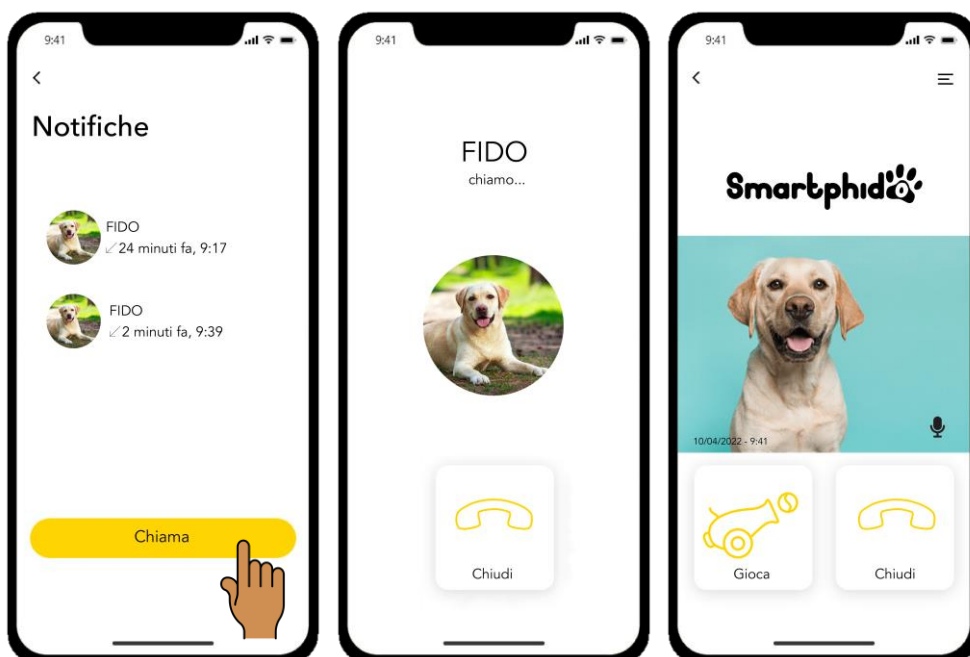 9:41
Notifiche
FIDO
↙24 minuti fa, 9:17
FIDO
↙2 minuti fa, 9:39
Chiama
9:41
FIDO
chiamo...
Chiudi
9:41
Smartphido
10/04/2022 - 9:41
Gioca
Chiudi